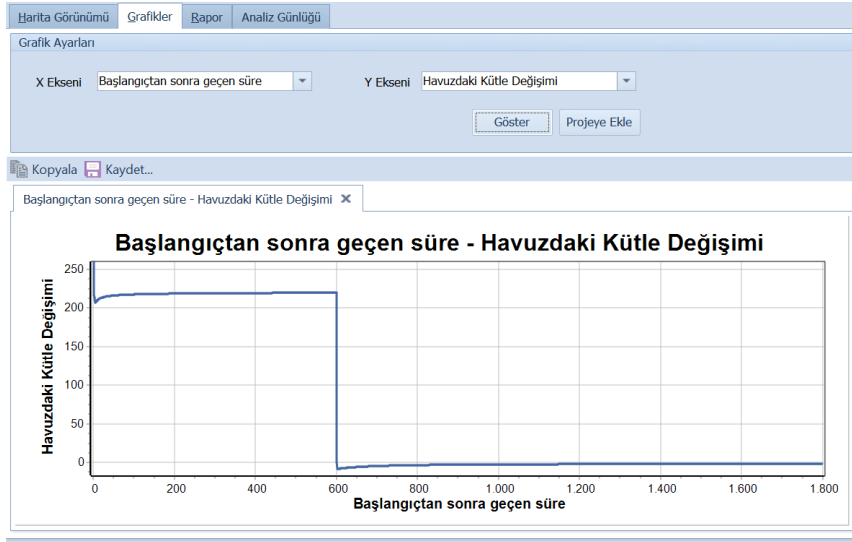 Harita Görünümü Grafikler Rapor Analiz Günlüğü
Grafik Ayarları
X Ekseni Başlangıçtan sonra geçen süre Y Ekseni Havuzdaki Kütle Değişimi
Göster Projeye Ekle
Kopyala Kaydet...
Başlangıçtan sonra geçen süre - Havuzdaki Kütle Değişimi
Başlangıçtan sonra geçen süre - Havuzdaki Kütle Değişimi
Havuzdaki Kütle Değişimi
250
200
150
100
50
0
0 200 400 600 800 1.000 1.200 1.400 1.600 1.800
Başlangıçtan sonra geçen süre